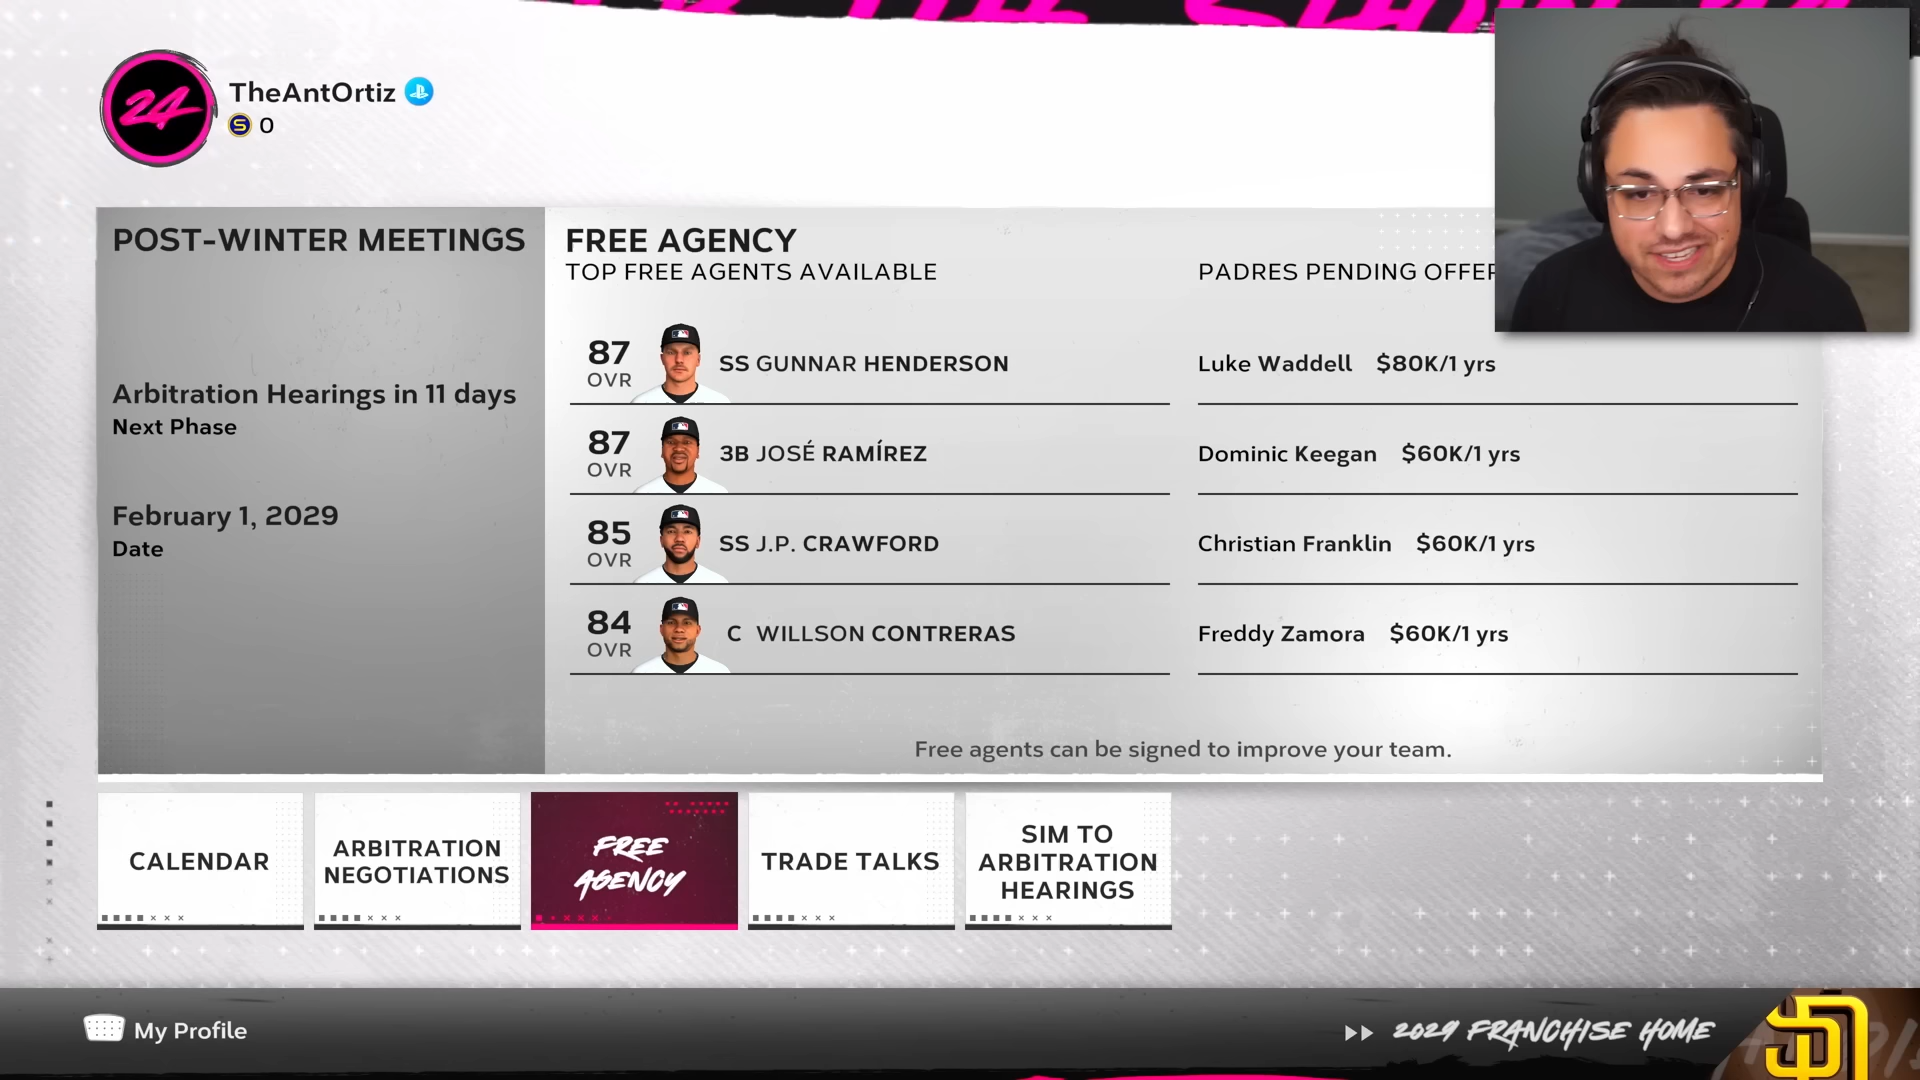 24
TheAntOrtiz
S 0
POST-WINTER MEETINGS
Arbitration Hearings in 11 days
Next Phase
February 1, 2029
Date
FREE AGENCY
TOP FREE AGENTS AVAILABLE
87 OVR SS GUNNAR HENDERSON
87 OVR 3B JOSÉ RAMÍREZ
85 OVR SS J.P. CRAWFORD
84 OVR C WILLSON CONTRERAS
PADRES PENDING OFFER
Luke Waddell $80K/1 yrs
Dominic Keegan $60K/1 yrs
Christian Franklin $60K/1 yrs
Freddy Zamora $60K/1 yrs
Free agents can be signed to improve your team.
CALENDAR
ARBITRATION
NEGOTIATIONS
FREE
AGENCY
TRADE TALKS
SIM TO
ARBITRATION
HEARINGS
My Profile
2029 FRANCHISE HOME
SD